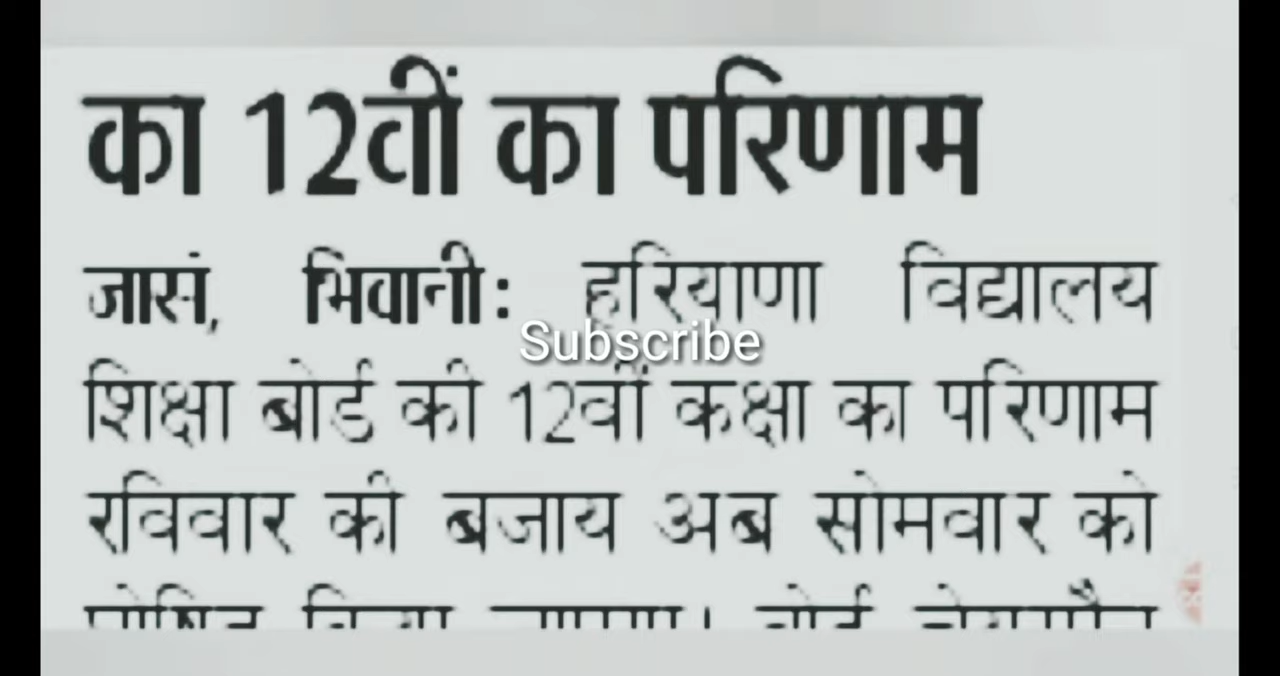 का 12वीं का परिणाम
जासं, भिवानी: हरियाणा विद्यालय
Subscribe
शिक्षा बोर्ड की 12वीं कक्षा का परिणाम
रविवार की बजाय अब सोमवार को